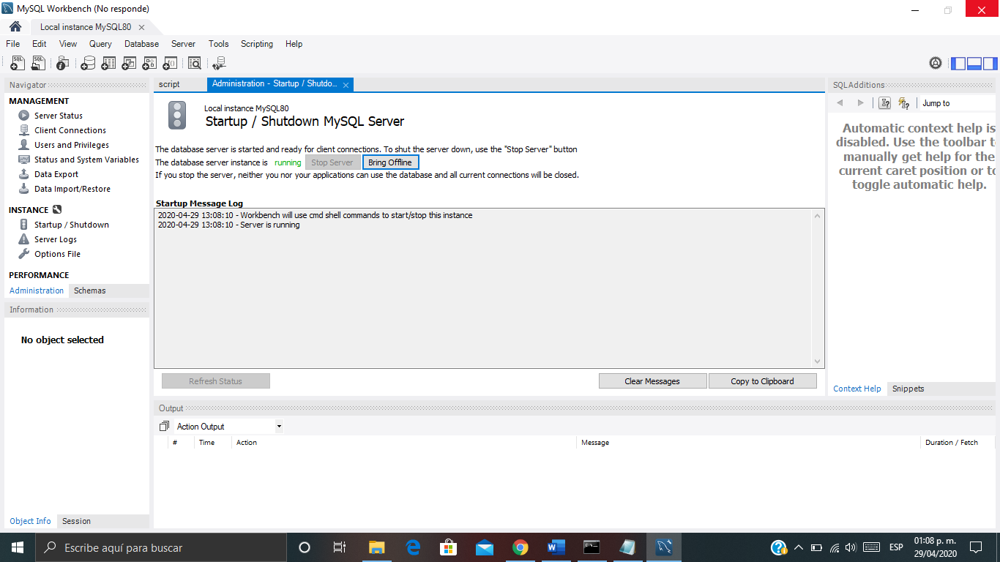 MySQL Workbench (No responde)
Local instance MySQL80
File Edit View Query Database Server Tools Scripting Help
Navigator
MANAGEMENT
Server Status
Client Connections
Users and Privileges
Status and System Variables
Data Export
Data Import/Restore
INSTANCE
Startup / Shutdown
Server Logs
Options File
PERFORMANCE
Administration Schemas
Information
No object selected
Object Info Session
script Administration - Startup / Shutdo...
Local instance MySQL80
Startup / Shutdown MySQL Server
The database server is started and ready for client connections. To shut the server down, use the "Stop Server" button
The database server instance is running Stop Server Bring Offline
If you stop the server, neither you nor your applications can use the database and all current connections will be closed.
Startup Message Log
2020-04-29 13:08:10 - Workbench will use cmd shell commands to start/stop this instance
2020-04-29 13:08:10 - Server is running
Refresh Status Clear Messages Copy to Clipboard
Output
Action Output
# Time Action Message Duration / Fetch
SQLAdditions
Jump to
Automatic context help is
disabled. Use the toolbar t
manually get help for the
current caret position or to
toggle automatic help.
Context Help Snippets
Escribe aquí para buscar
ESP
01:08 p. m.
29/04/2020